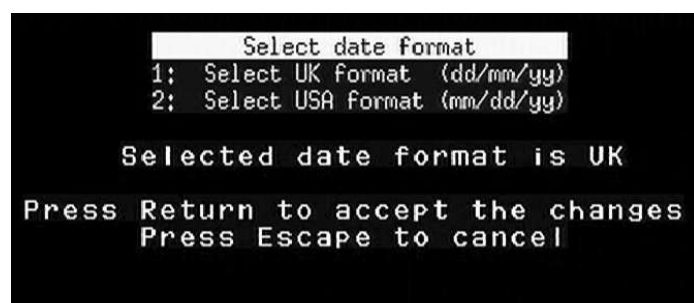 Select date format
1: Select UK format (dd/mm/yy)
2: Select USA format (mm/dd/yy)
Selected date format is UK
Press Return to accept the changes
Press Escape to cancel